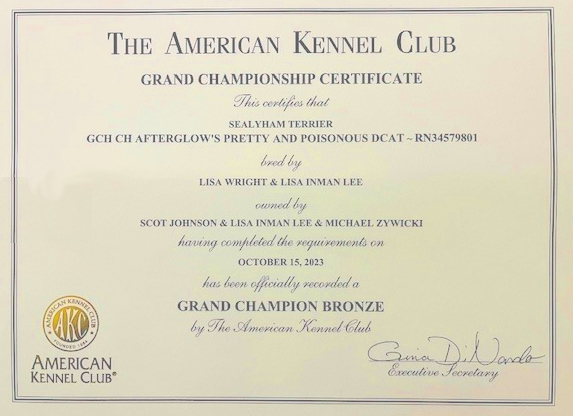 THE AMERICAN KENNEL CLUB
GRAND CHAMPIONSHIP CERTIFICATE
This certifies that
SEALYHAM TERRIER
GCH CH AFTERGLOW'S PRETTY AND POISONOUS DCAT ~ RN34579801
bred by
LISA WRIGHT & LISA INMAN LEE
owned by
SCOT JOHNSON & LISA INMAN LEE & MICHAEL ZYWICKI
having completed the requirements on
OCTOBER 15, 2023
has been officially recorded a
GRAND CHAMPION BRONZE
by The American Kennel Club
AMERICAN KENNEL CLUB
AKC
FOUNDED 1884
AMERICAN
KENNEL CLUB®
Gina DiNardo
Executive Secretary